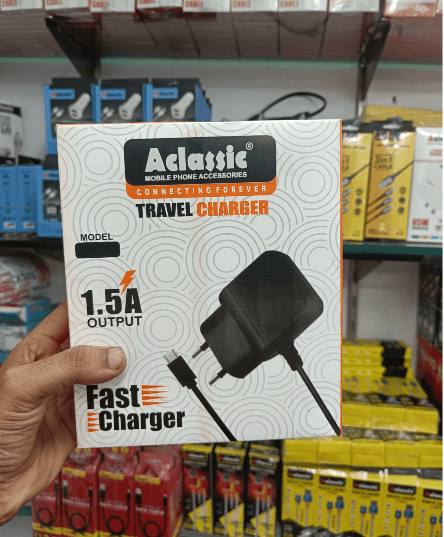 Aclassic®
MOBILE PHONE ACCESSORIES
CONNECTING FOREVER
TRAVEL CHARGER
MODEL
1.5A
OUTPUT
Fast
Charger